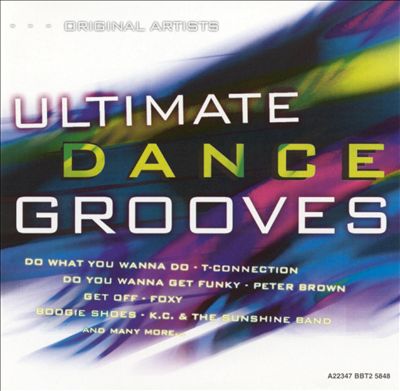 ORIGINAL ARTISTS
ULTIMATE
DANCE
GROOVES
DO WHAT YOU WANNA DO · T-CONNECTION
DO YOU WANNA GET FUNKY · PETER BROWN
GET OFF · FOXY
BOOGIE SHOES · K.C. & THE SUNSHINE BAND
AND MANY MORE...
A22347 BBT2 5848